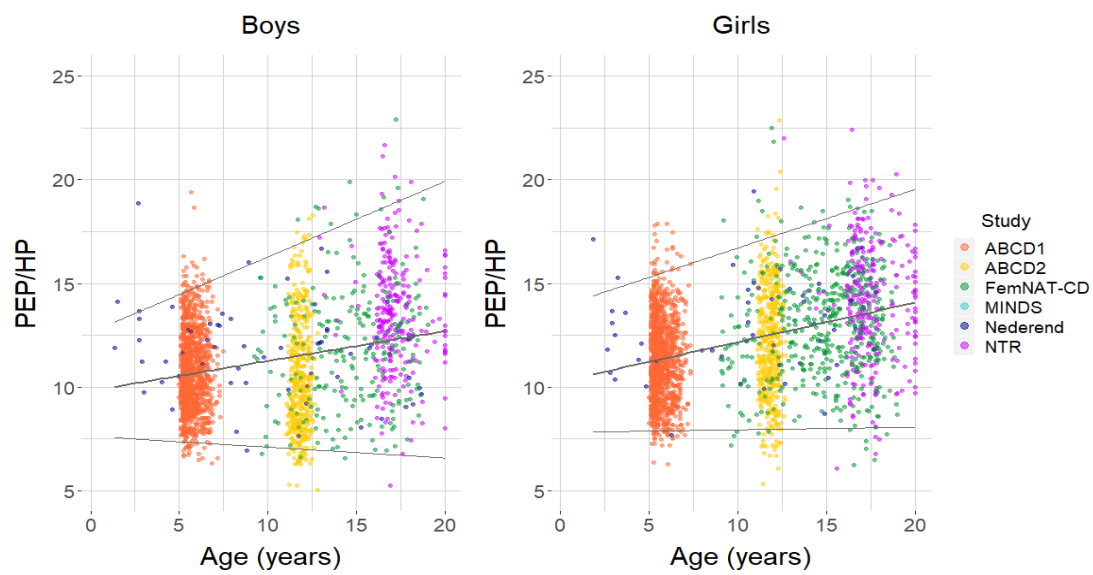 Boys
Girls
PEP/HP
25
20
15
10
5
0
5
10
15
20
Age (years)
PEP/HP
25
20
15
10
5
0
5
10
15
20
Age (years)
Study
ABCD1
ABCD2
FemNAT-CD
MINDS
Nederend
NTR